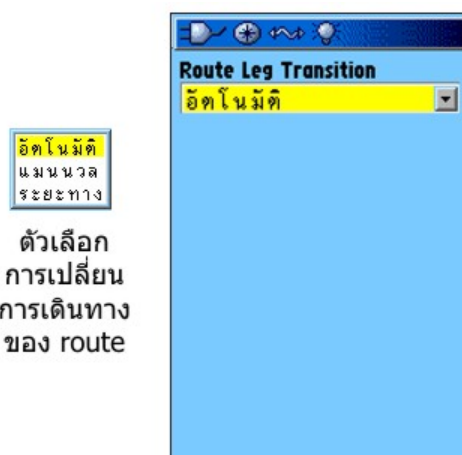 Route Leg Transition
อัตโนมัติ
อัตโนมัติ
แมนนวล
ระยะทาง
ตัวเลือก
การเปลี่ยน
การเดินทาง
ของ route